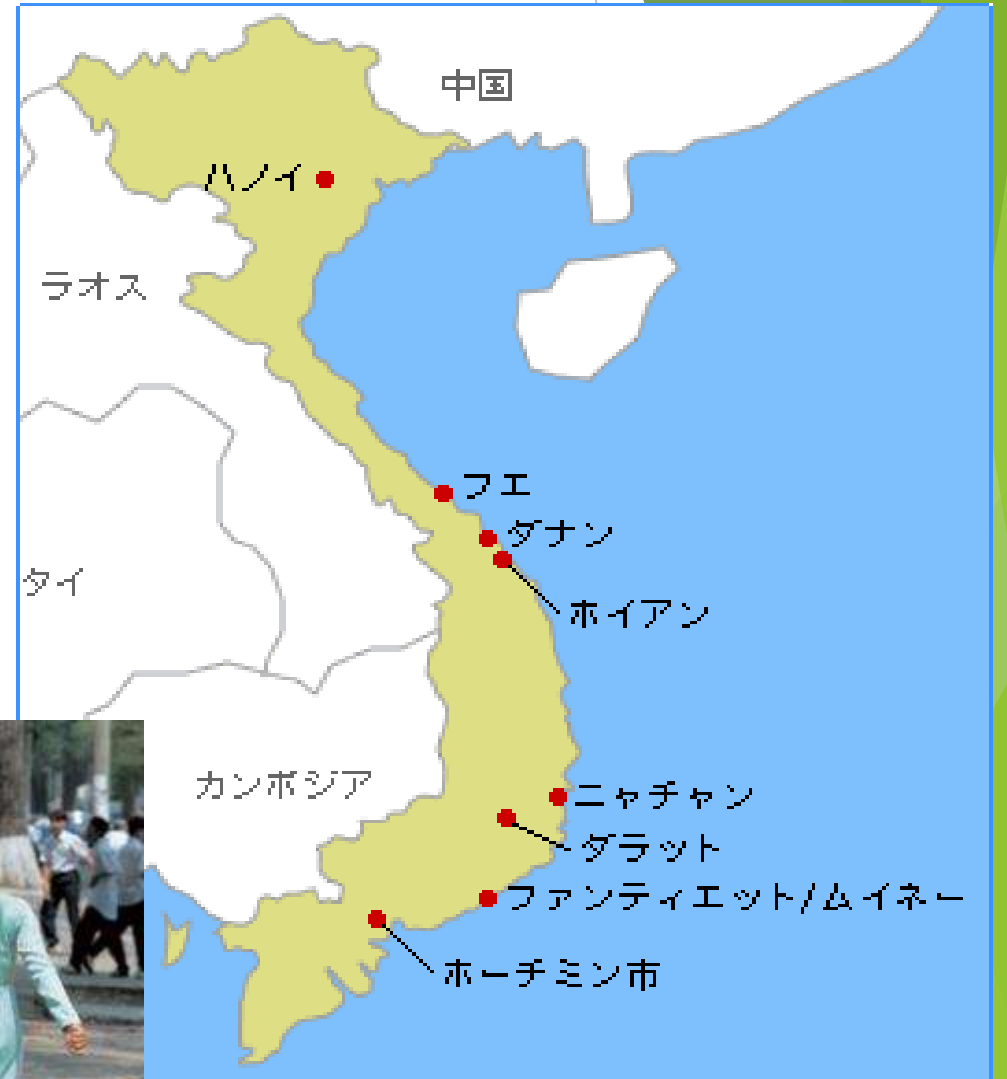 中国
ハノイ
ラオス
フエ
ダナン
タイ
ホイアン
カンボジア
ニャチャン
ダラット
ファンティエット/ムイネー
ホーチミン市